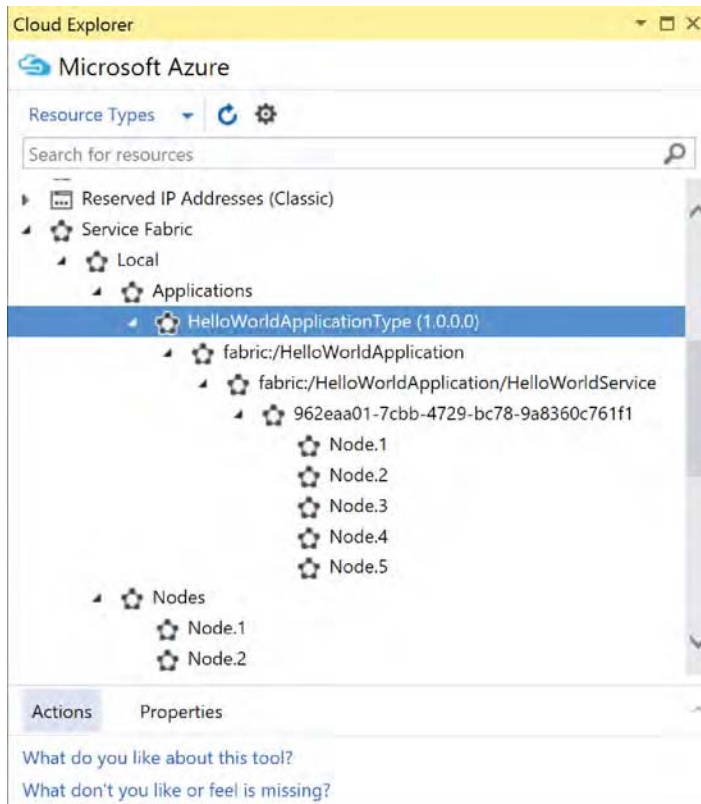 Cloud Explorer
Microsoft Azure
Resource Types
Search for resources
Reserved IP Addresses (Classic)
Service Fabric
Local
Applications
HelloWorldApplicationType (1.0.0.0)
fabric:/HelloWorldApplication
fabric:/HelloWorldApplication/HelloWorldService
962eaa01-7cbb-4729-bc78-9a8360c761f1
Node.1
Node.2
Node.3
Node.4
Node.5
Nodes
Node.1
Node.2
Actions Properties
What do you like about this tool?
What don't you like or feel is missing?